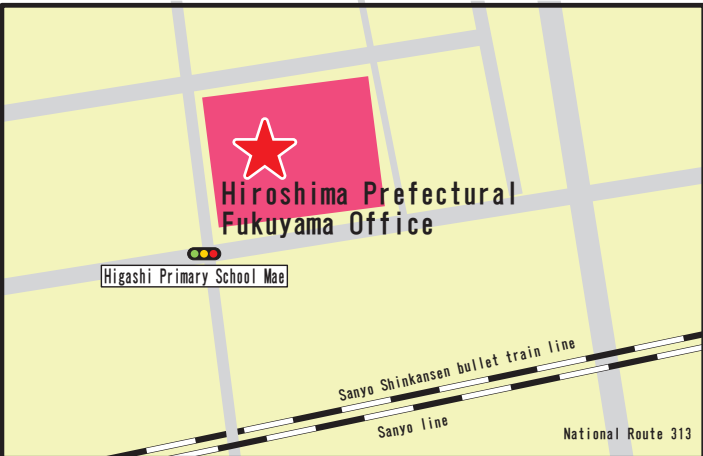 Hiroshima Prefectural
Fukuyama Office
Higashi Primary School Mae
Sanyo Shinkansen bullet train line
Sanyo line
National Route 313